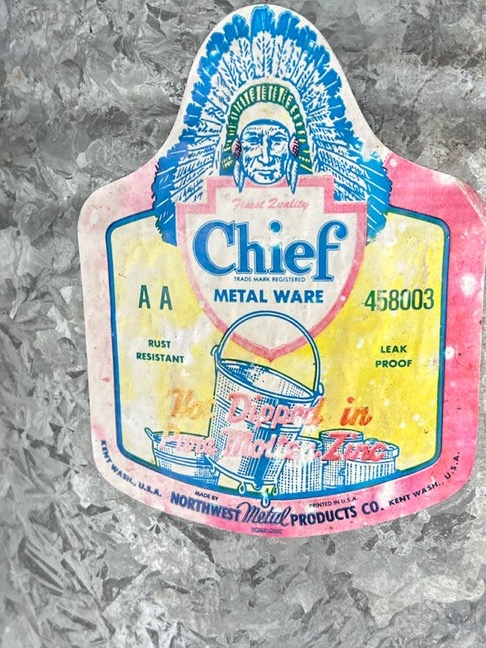 Finest Quality
Chief
TRADE MARK REGISTERED
METAL WARE
AA
458003
RUST
RESISTANT
LEAK
PROOF
Hot Dipped in
Pure Molten Zinc
KENT WASH., U.S.A.
MADE BY
NORTHWEST Metal PRODUCTS CO.
PRINTED IN U.S.A.
KENT WASH., U.S.A.